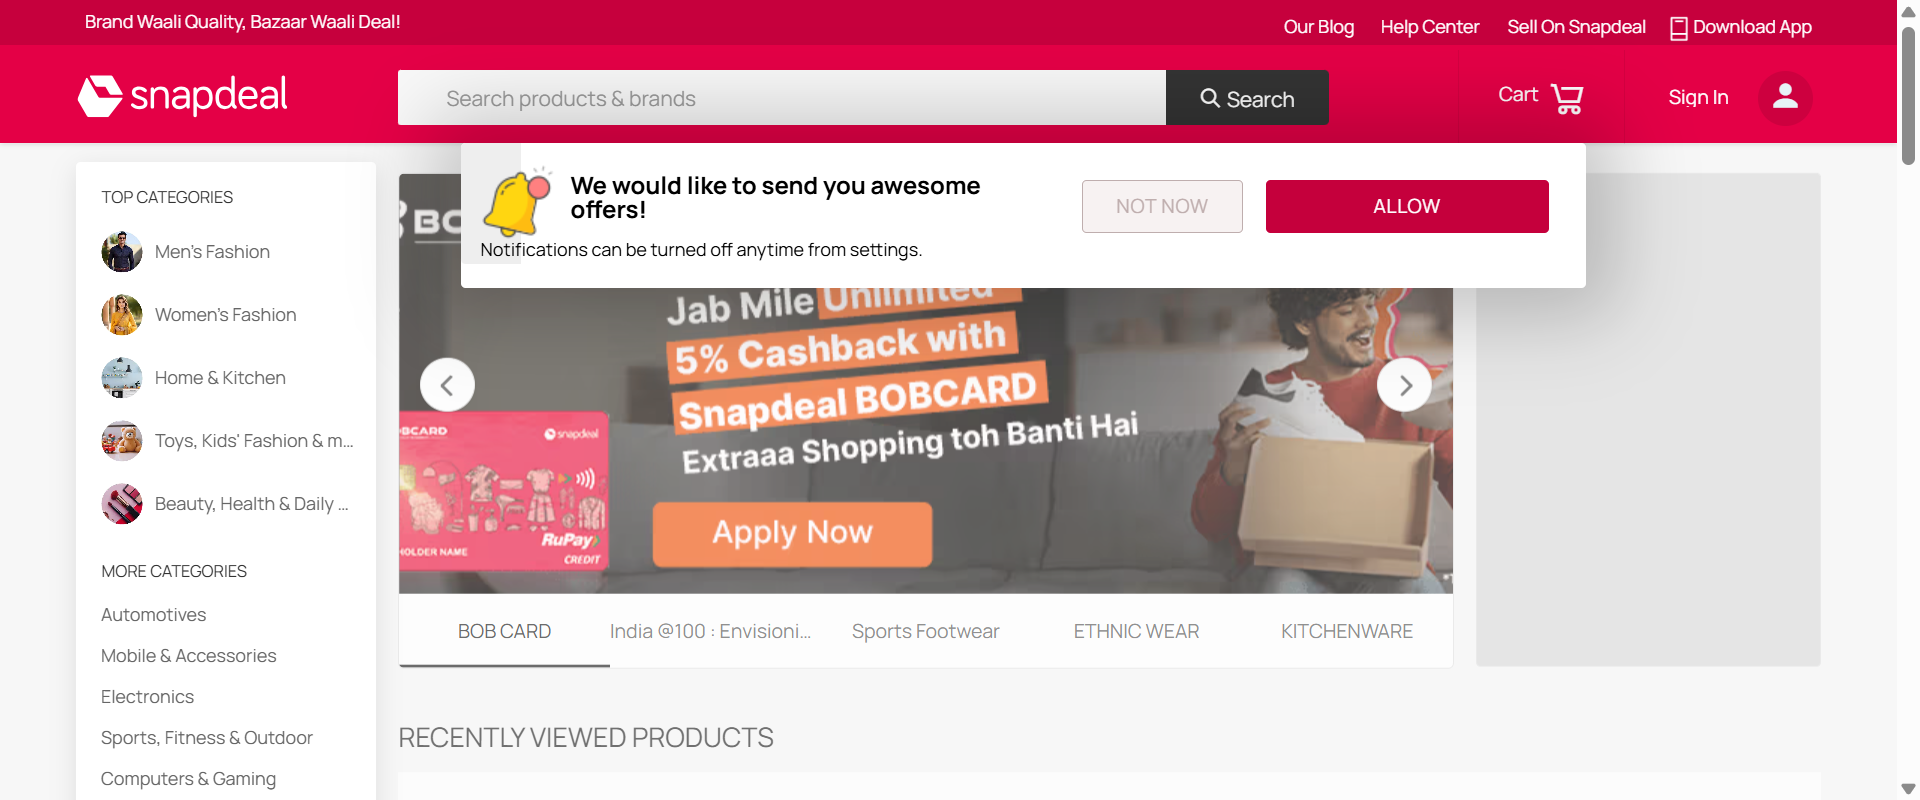 Brand Waali Quality, Bazaar Waali Deal!
Our Blog
Help Center
Sell On Snapdeal
Download App
snapdeal
Search products & brands
Search
Cart
Sign In
We would like to send you awesome
offers!
Notifications can be turned off anytime from settings.
NOT NOW
ALLOW
TOP CATEGORIES
Men's Fashion
Women's Fashion
Home & Kitchen
Toys, Kids' Fashion & m...
Beauty, Health & Daily ...
MORE CATEGORIES
Automotives
Mobile & Accessories
Electronics
Sports, Fitness & Outdoor
Computers & Gaming
Jab Mile Unlimited
5% Cashback with
Snapdeal BOBCARD
Extraaa Shopping toh Banti Hai
Apply Now
snapdeal
RuPay
CREDIT
BOB CARD
India @100 : Envisioni...
Sports Footwear
ETHNIC WEAR
KITCHENWARE
RECENTLY VIEWED PRODUCTS